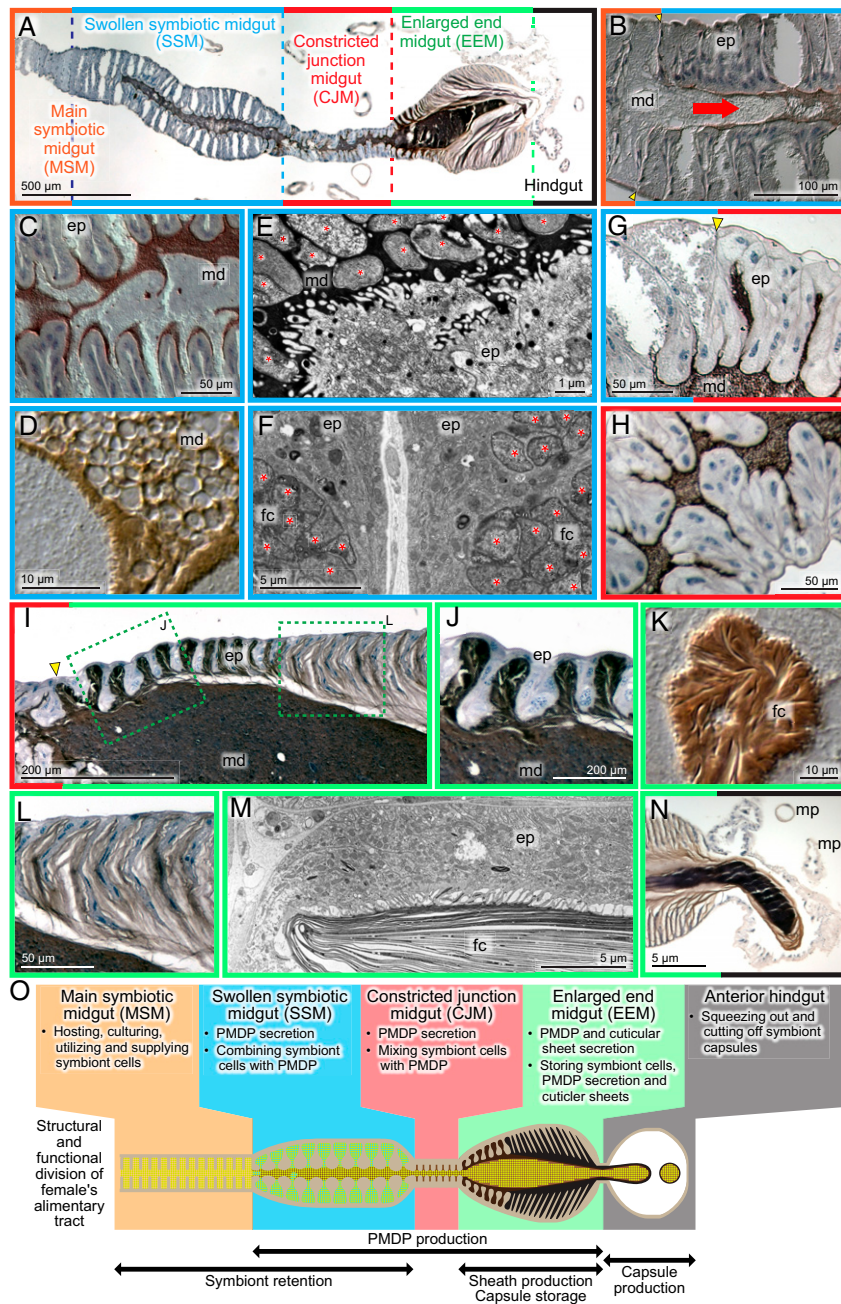 A
Swollen symbiotic midgut
(SSM)
Constricted
junction
midgut
(CJM)
Enlarged end
midgut (EEM)
Main
symbiotic
midgut
(MSM)
500 µm
Hindgut
B
ep
md
100 µm
C
ep
md
50 µm
E
md
ep
1 µm
G
ep
50 µm
md
D
md
10 µm
F
ep
ep
fc
fc
5 µm
H
50 µm
I
J
L
ep
md
200 µm
J
ep
md
200 µm
K
fc
10 µm
L
50 µm
M
ep
fc
5 µm
N
mp
mp
5 µm
O
Main symbiotic
midgut (MSM)
• Hosting, culturing,
utilizing and supplying
symbiont cells
Swollen symbiotic
midgut (SSM)
• PMDP secretion
• Combining symbiont
cells with PMDP
Constricted junction
midgut (CJM)
• PMDP secretion
• Mixing symbiont cells
with PMDP
Enlarged end
midgut (EEM)
• PMDP and cuticular
sheet secretion
• Storing symbiont cells,
PMDP secretion and
cuticler sheets
Anterior hindgut
• Squeezing out and
cutting off symbiont
capsules
Structural
and
functional
division of
female's
alimentary
tract
PMDP production
Symbiont retention
Sheath production
Capsule storage
Capsule
production